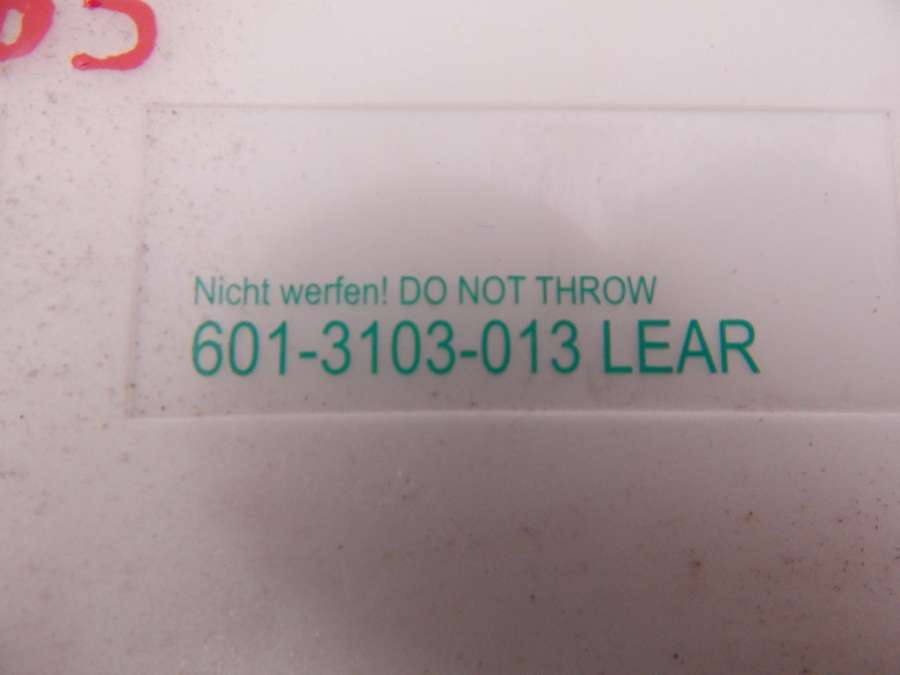 Nicht werfen! DO NOT THROW
601-3103-013 LEAR